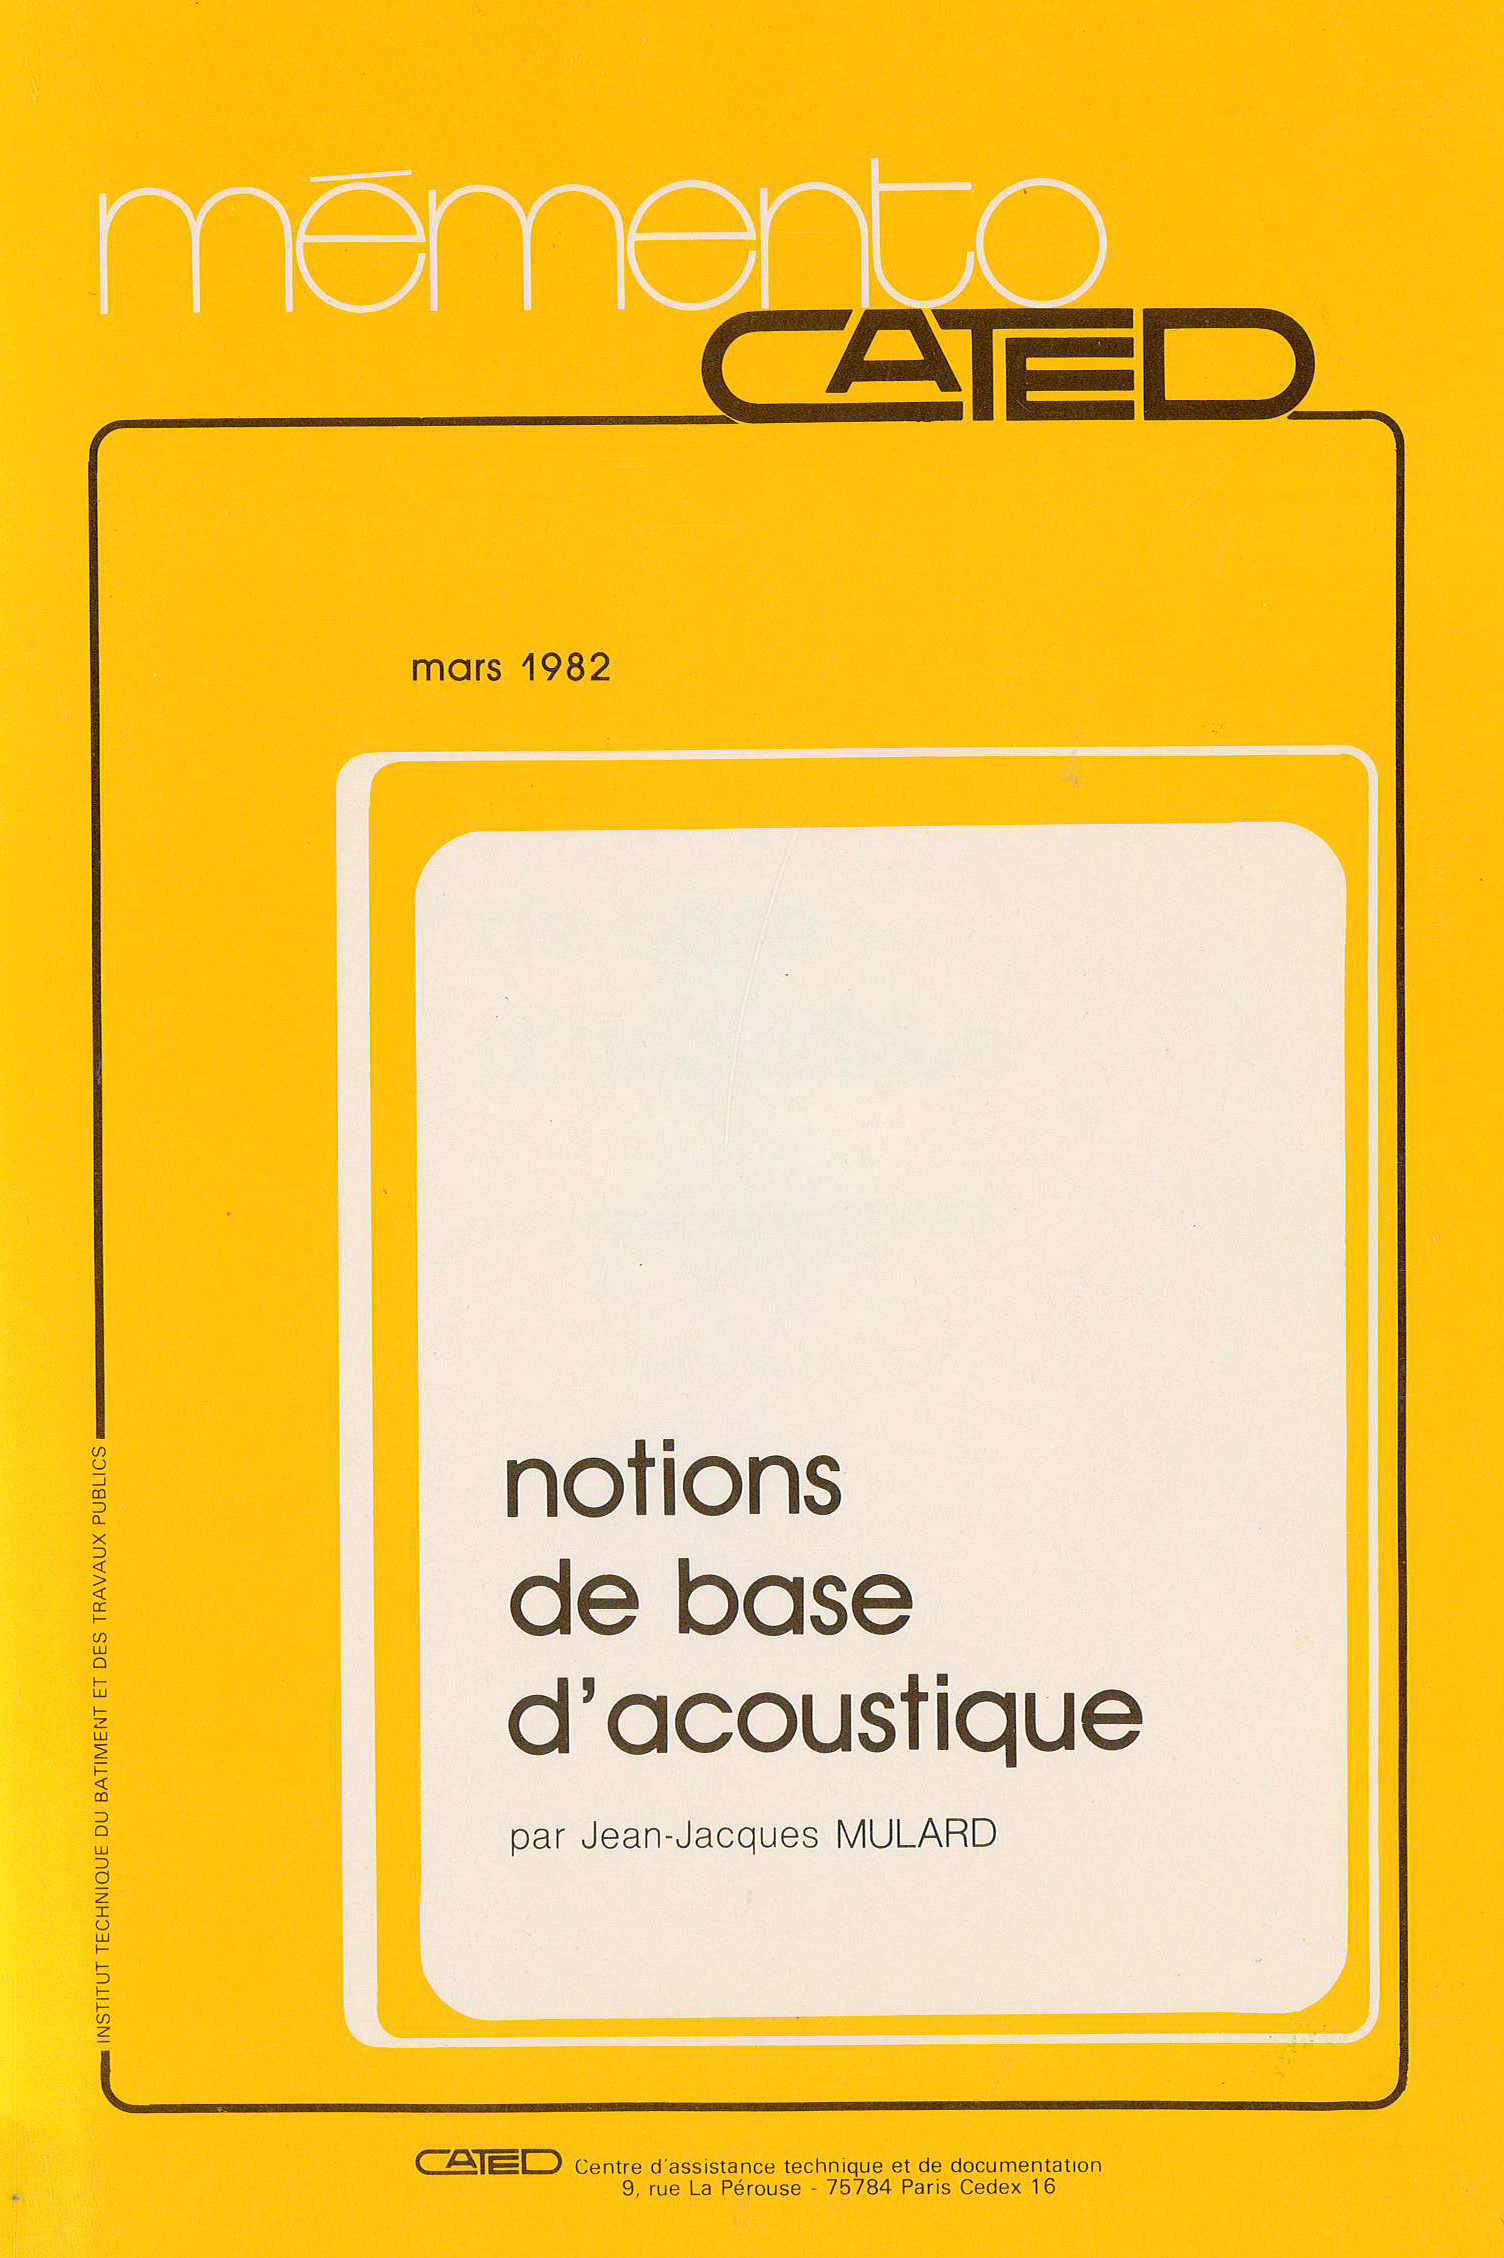 mémento
CATED
mars 1982
notions
de base
d'acoustique
par Jean-Jacques MULARD
INSTITUT TECHNIQUE DU BATIMENT ET DES TRAVAUX PUBLICS
CATED Centre d'assistance technique et de documentation
9, rue La Pérouse - 75784 Paris Cedex 16